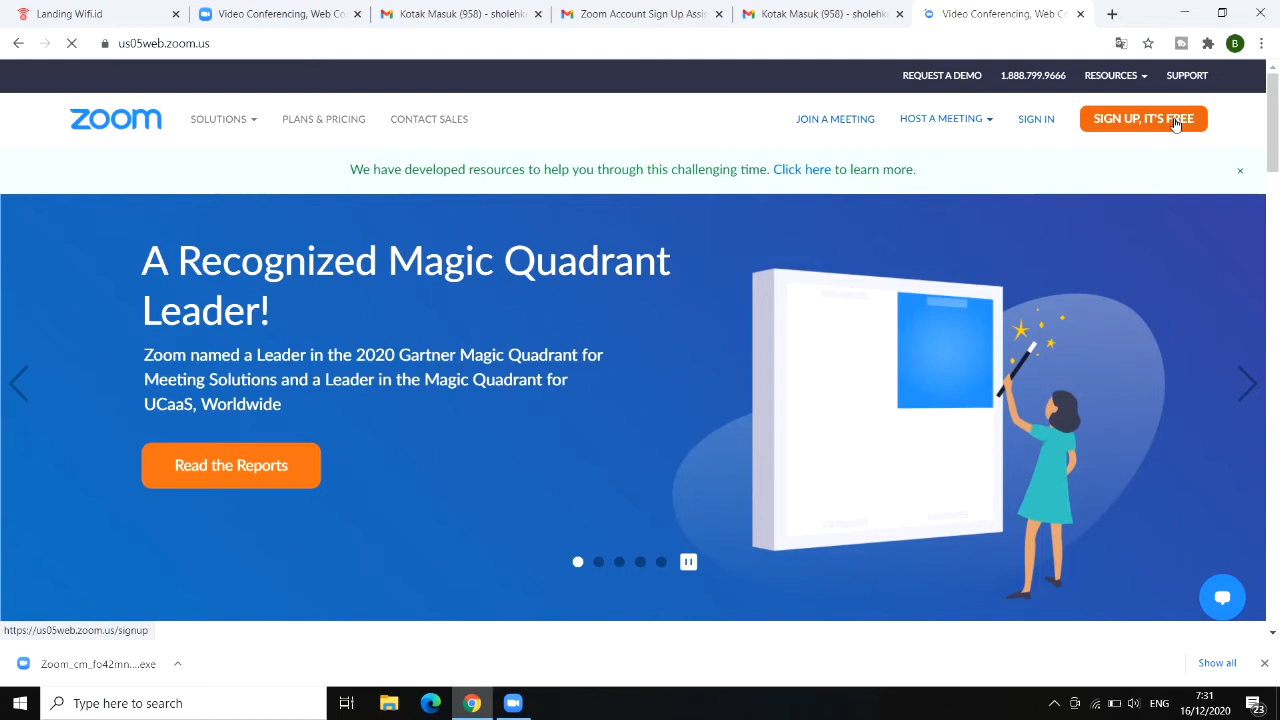 Landing Wifi.id
Video Conferencing, Web Co
Kotak Masuk (958) - sholehk
Zoom Account Sign Up Assis
Kotak Masuk (958) - sholehk
Video Conferencing, Web Co
us05web.zoom.us
B
REQUEST A DEMO 1.888.799.9666 RESOURCES SUPPORT
zoom SOLUTIONS PLANS & PRICING CONTACT SALES JOIN A MEETING HOST A MEETING SIGN IN SIGN UP, IT'S FREE
We have developed resources to help you through this challenging time. Click here to learn more.
A Recognized Magic Quadrant
Leader!
Zoom named a Leader in the 2020 Gartner Magic Quadrant for
Meeting Solutions and a Leader in the Magic Quadrant for
UCaaS, Worldwide
Read the Reports
https://us05web.zoom.us/signup
Zoom_cm_fo42mn....exe
Show all
Type here to search
ENG
7:31
16/12/2020
23